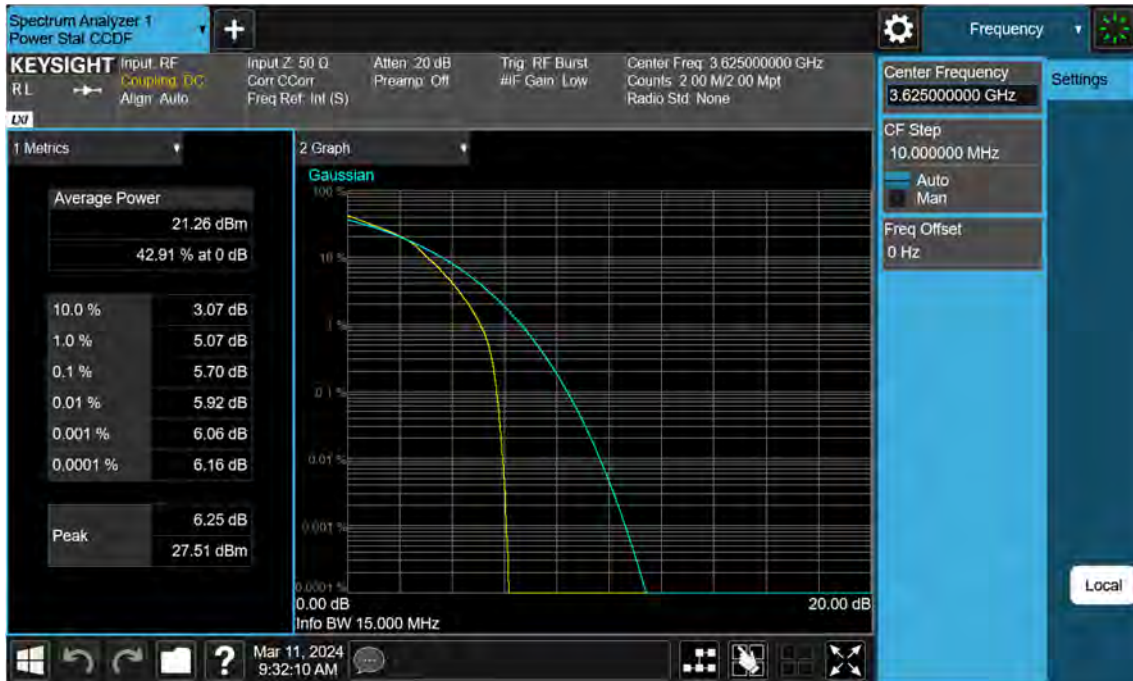 Spectrum Analyzer 1
Power Stat CCDF
Frequency
KEYSIGHT
RL
LXI
Input: RF
Coupling: DC
Align: Auto
Input Z: 50 Ω
Corr CCorr
Freq Ref: Int (S)
Atten: 20 dB
Preamp: Off
Trig: RF Burst
#IF Gain: Low
Center Freq: 3.625000000 GHz
Counts: 2.00 M/2.00 Mpt
Radio Std: None
Center Frequency
3.625000000 GHz
Settings
CF Step
10.000000 MHz
Auto
Man
Freq Offset
0 Hz
1 Metrics
Average Power
21.26 dBm
42.91 % at 0 dB
10.0 % 3.07 dB
1.0 % 5.07 dB
0.1 % 5.70 dB
0.01 % 5.92 dB
0.001 % 6.06 dB
0.0001 % 6.16 dB
Peak
6.25 dB
27.51 dBm
2 Graph
Gaussian
100 %
10 %
1 %
0.1 %
0.01 %
0.001 %
0.0001 %
0.00 dB 20.00 dB
Info BW 15.000 MHz
Local
?
Mar 11, 2024
9:32:10 AM